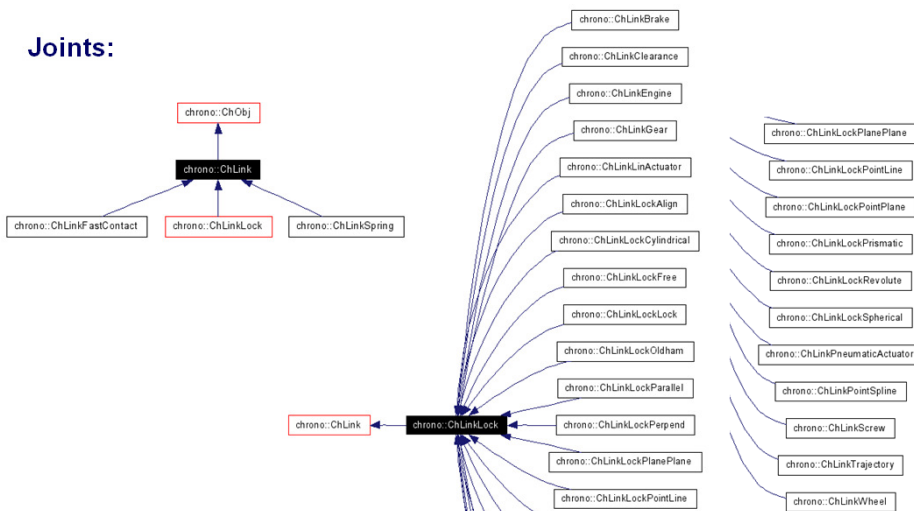 Joints:
chrono::ChObj
chrono::ChLink
chrono::ChLinkFastContact
chrono::ChLinkLock
chrono::ChLinkSpring
chrono::ChLink
chrono::ChLinkLock
chrono::ChLinkBrake
chrono::ChLinkClearance
chrono::ChLinkEngine
chrono::ChLinkGear
chrono::ChLinkLinActuator
chrono::ChLinkLockAlign
chrono::ChLinkLockCylindrical
chrono::ChLinkLockFree
chrono::ChLinkLockLock
chrono::ChLinkLockOldham
chrono::ChLinkLockParallel
chrono::ChLinkLockPerpend
chrono::ChLinkLockPlanePlane
chrono::ChLinkLockPointLine
chrono::ChLinkLockPlanePlane
chrono::ChLinkLockPointLine
chrono::ChLinkLockPointPlane
chrono::ChLinkLockPrismatic
chrono::ChLinkLockRevolute
chrono::ChLinkLockSpherical
chrono::ChLinkPneumaticActuator
chrono::ChLinkPointSpline
chrono::ChLinkScrew
chrono::ChLinkTrajectory
chrono::ChLinkWheel